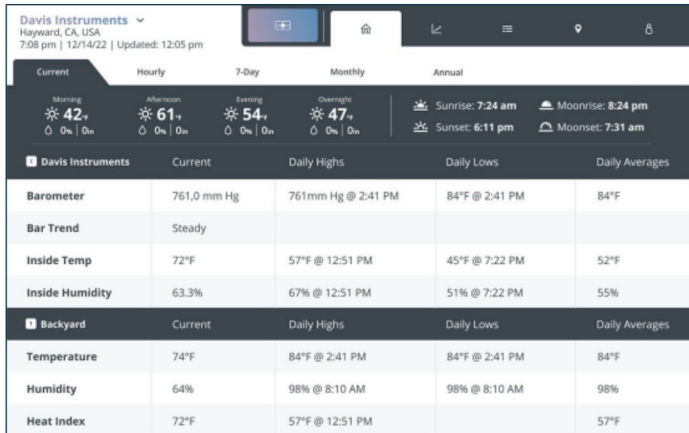 Davis Instruments
Hayward, CA, USA
7:08 pm | 12/14/22 | Updated: 12:05 pm
Current Hourly 7-Day Monthly Annual
Morning Afternoon Evening Overnight
42°F 61°F 54°F 47°F
0% | 0in 0% | 0in 0% | 0in 0% | 0in
Sunrise: 7:24 am Moonrise: 8:24 pm
Sunset: 6:11 pm Moonset: 7:31 am
Davis Instruments Current Daily Highs Daily Lows Daily Averages
Barometer 761,0 mm Hg 761mm Hg @ 2:41 PM 84°F @ 2:41 PM 84°F
Bar Trend Steady
Inside Temp 72°F 57°F @ 12:51 PM 45°F @ 7:22 PM 52°F
Inside Humidity 63.3% 67% @ 12:51 PM 51% @ 7:22 PM 55%
1 Backyard Current Daily Highs Daily Lows Daily Averages
Temperature 74°F 84°F @ 2:41 PM 84°F @ 2:41 PM 84°F
Humidity 64% 98% @ 8:10 AM 98% @ 8:10 AM 98%
Heat Index 72°F 57°F @ 12:51 PM 57°F